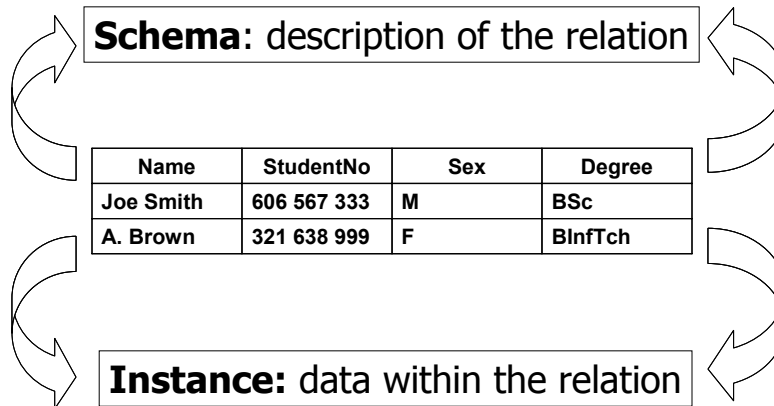 Schema: description of the relation
Name StudentNo Sex Degree
Joe Smith 606 567 333 M BSc
A. Brown 321 638 999 F BInfTch
Instance: data within the relation